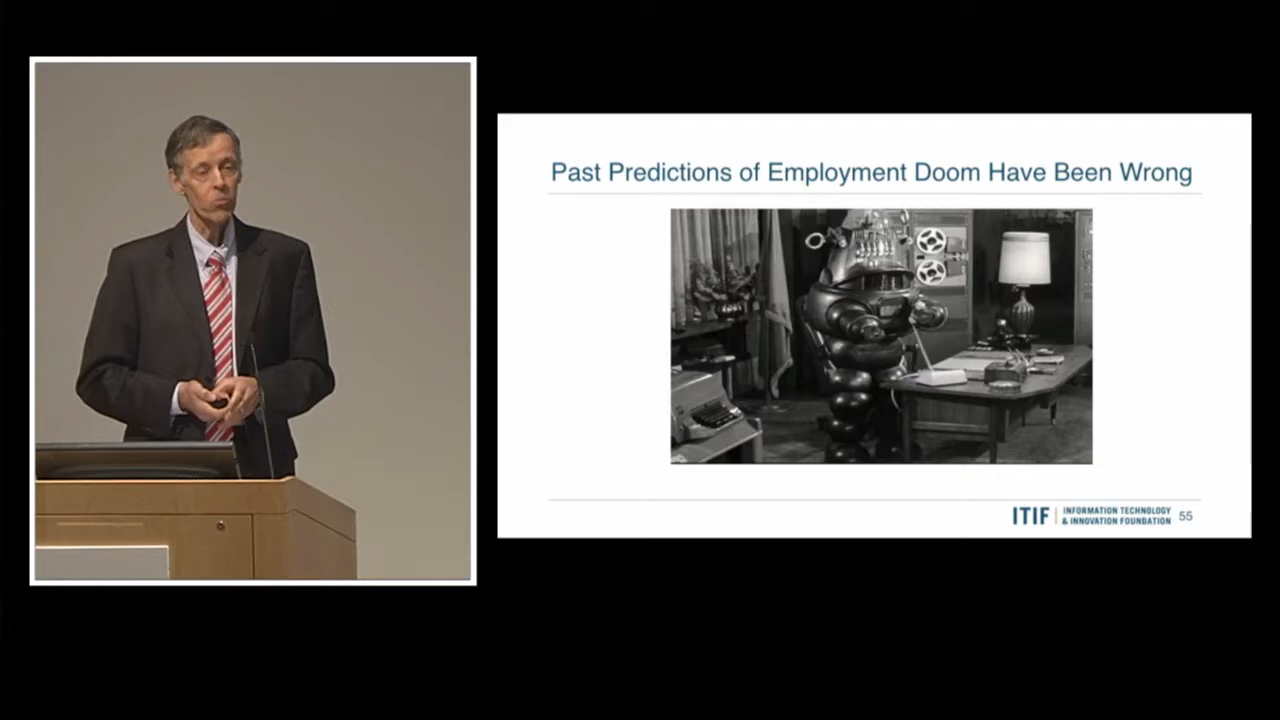 Past Predictions of Employment Doom Have Been Wrong
ITIF
INFORMATION TECHNOLOGY
& INNOVATION FOUNDATION
55